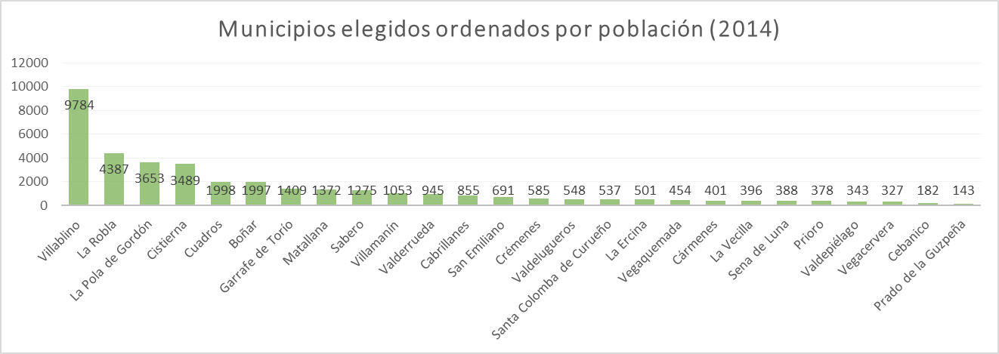 Municipios elegidos ordenados por población (2014)
12000
10000
8000
6000
4000
2000
0
9784
4387
3653
3489
1998
1997
1409
1372
1275
1053
945
855
691
585
548
537
501
454
401
396
388
378
343
327
182
143
Villablino
La Robla
La Pola de Gordón
Cistierna
Cuadros
Boñar
Garrafe de Torío
Matallana
Sabero
Villamanín
Valderrueda
Cabrillanes
San Emiliano
Crémenes
Valdelugueros
Santa Colomba de Curueño
La Ercina
Vegaquemada
Cármenes
La Vecilla
Sena de Luna
Prioro
Valdepiélago
Vegacervera
Cebanico
Prado de la Guzpeña